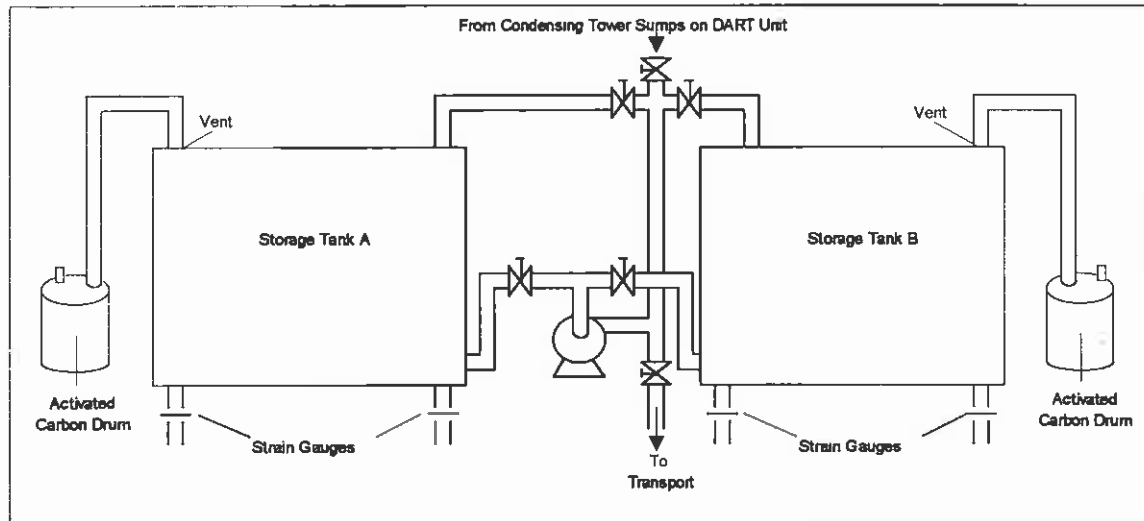 From Condensing Tower Sumps on DART Unit
Vent
Vent
Storage Tank A
Storage Tank B
Activated
Carbon Drum
Activated
Carbon Drum
Strain Gauges
Strain Gauges
To
Transport